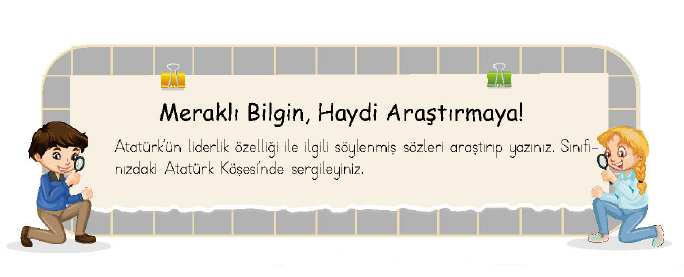 Meraklı Bilgin, Haydi Araştırmaya!
Atatürk'ün liderlik özelliği ile ilgili söylenmiş sözleri araştırıp yazınız. Sınıfı-
nızdaki Atatürk Köşesi'nde sergileyiniz.